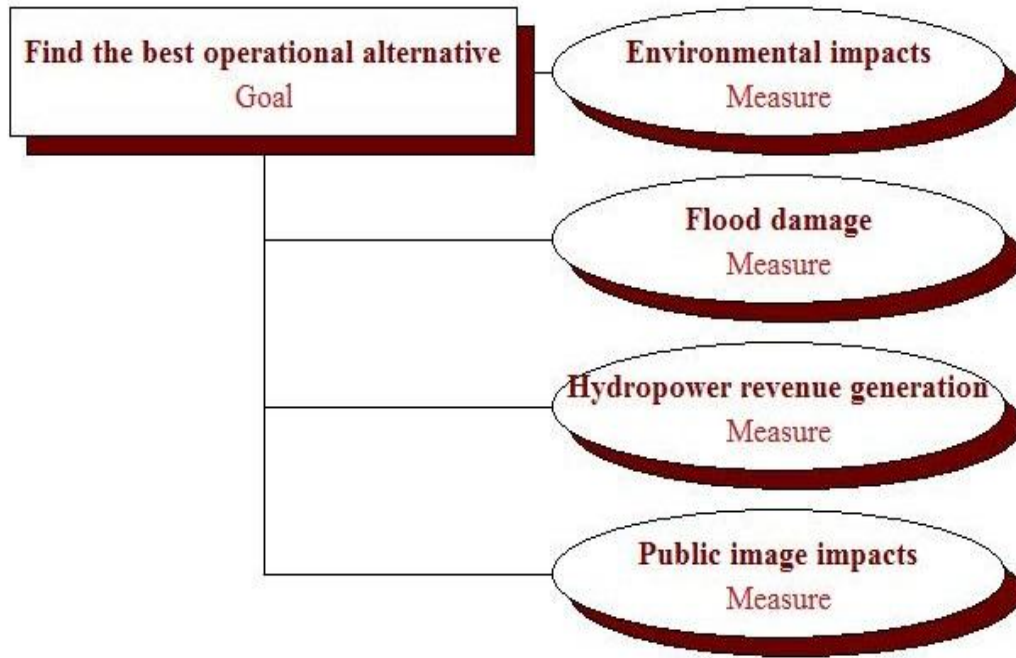 Find the best operational alternative
Goal
Environmental impacts
Measure
Flood damage
Measure
Hydropower revenue generation
Measure
Public image impacts
Measure